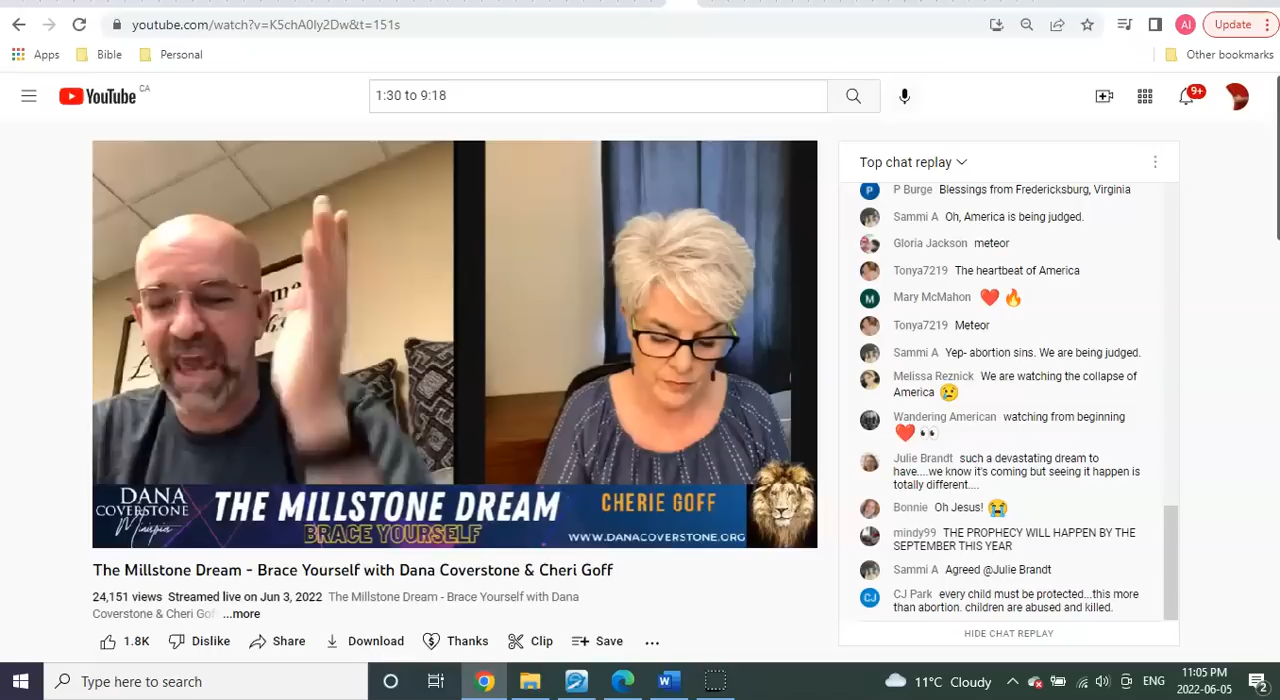 youtube.com/watch?v=K5chA0ly2Dw&t=151s
AI
Update
Apps
Bible
Personal
Other bookmarks
YouTube CA
1:30 to 9:18
9+
DANA
COVERSTONE
THE MILLSTONE DREAM
BRACE YOURSELF
CHERIE GOFF
WWW.DANACOVERSTONE.ORG
The Millstone Dream - Brace Yourself with Dana Coverstone & Cheri Goff
24,151 views Streamed live on Jun 3, 2022 The Millstone Dream - Brace Yourself with Dana
Coverstone & Cheri Gof ...more
1.8K Dislike Share Download Thanks Clip Save
Top chat replay
P
P Burge Blessings from Fredericksburg, Virginia
Sammi A Oh, America is being judged.
Gloria Jackson meteor
Tonya7219 The heartbeat of America
M
Mary McMahon ❤️🔥
Tonya7219 Meteor
Sammi A Yep- abortion sins. We are being judged.
Melissa Reznick We are watching the collapse of
America 😢
Wandering American watching from beginning
❤️👀
Julie Brandt such a devastating dream to
have....we know it's coming but seeing it happen is
totally different....
Bonnie Oh Jesus! 😭
mindy99 THE PROPHECY WILL HAPPEN BY THE
SEPTEMBER THIS YEAR
Sammi A Agreed @Julie Brandt
CJ
CJ Park every child must be protected...this more
than abortion. children are abused and killed.
HIDE CHAT REPLAY
Type here to search
11°C Cloudy
ENG
11:05 PM
2022-06-05